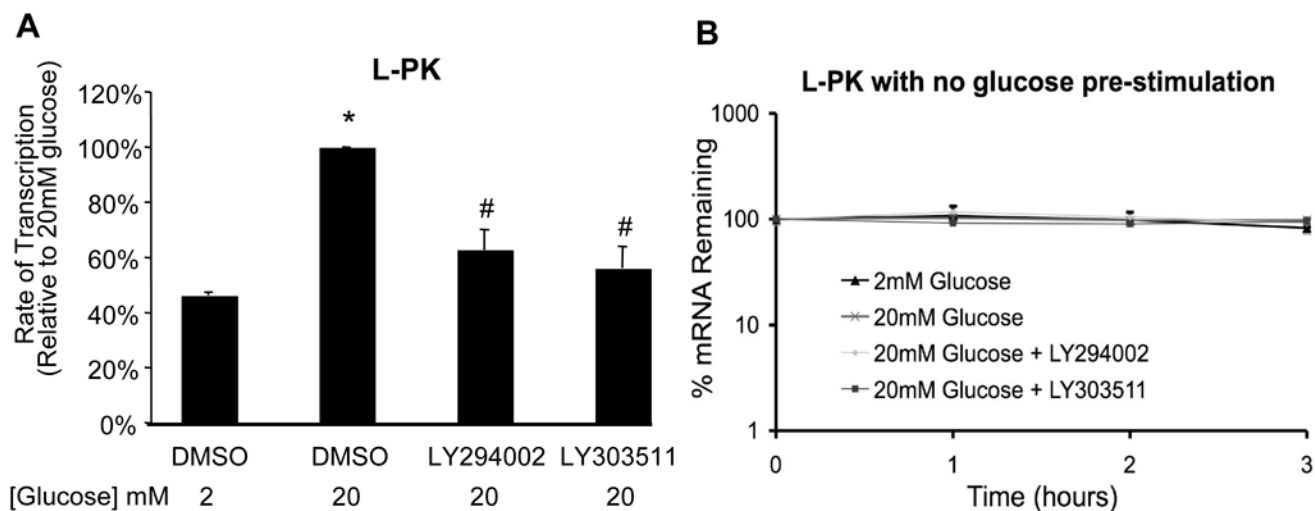 A
L-PK
Rate of Transcription
(Relative to 20mM glucose)
120%
100%
80%
60%
40%
20%
0%
*
#
#
DMSO DMSO LY294002 LY303511
[Glucose] mM 2 20 20 20
B
L-PK with no glucose pre-stimulation
% mRNA Remaining
1000
100
10
1
2mM Glucose
20mM Glucose
20mM Glucose + LY294002
20mM Glucose + LY303511
0 1 2 3
Time (hours)